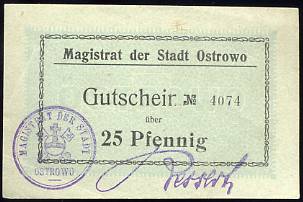 Magistrat der Stadt Ostrowo
Gutschein № 4074
über
25 Pfennig
MAGISTRAT DER STADT
OSTROWO